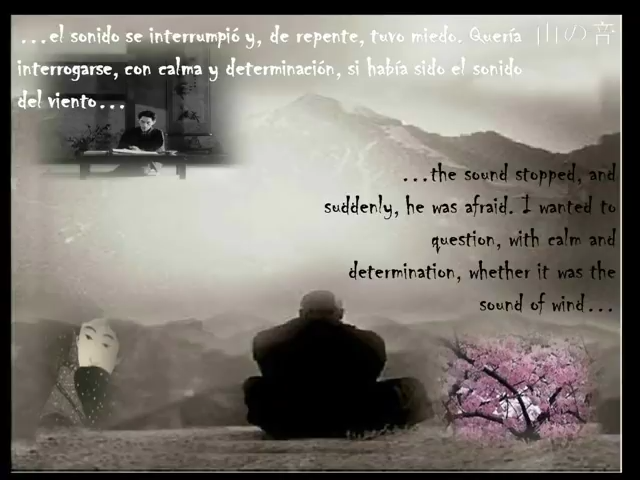 ...el sonido se interrumpió y, de repente, tuvo miedo. Quería
interrogarse, con calma y determinación, si había sido el sonido
del viento...
山の音
...the sound stopped, and
suddenly, he was afraid. I wanted to
question, with calm and
determination, whether it was the
sound of wind...